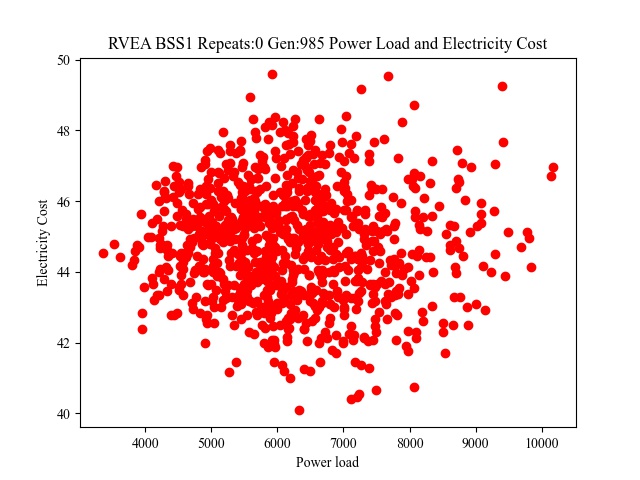 RVEA BSS1 Repeats:0 Gen:985 Power Load and Electricity Cost
50
48
46
44
42
40
Electricity Cost
4000 5000 6000 7000 8000 9000 10000
Power load